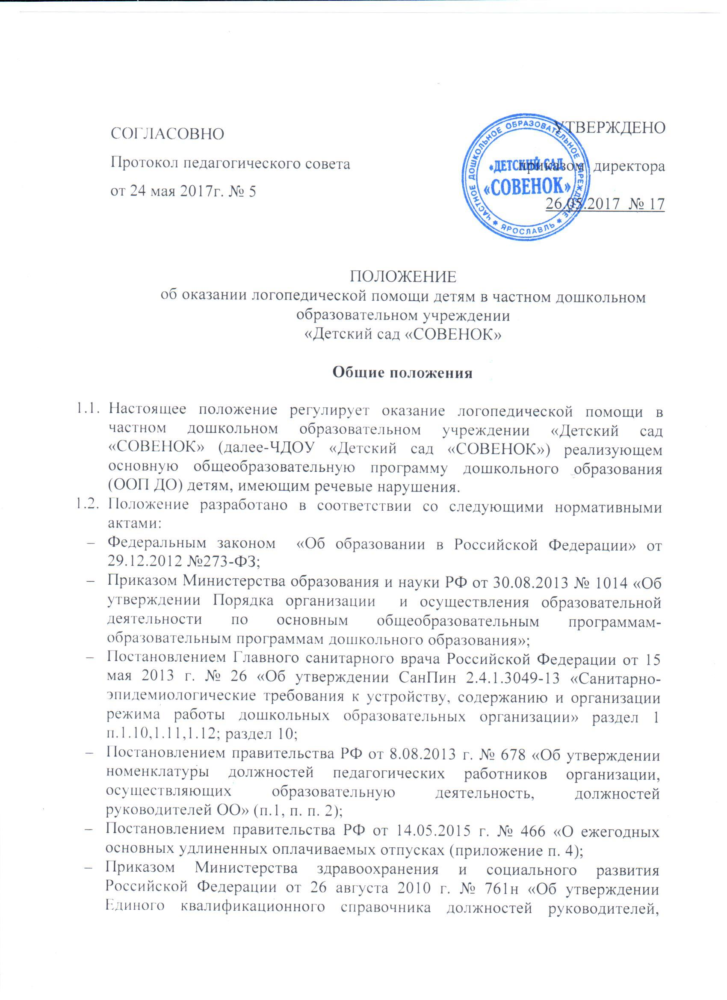 СОГЛАСОВНО
Протокол педагогического совета
от 24 мая 2017г. № 5
УТВЕРЖДЕНО
приказом директора
26.05.2017 № 17
ЧАСТНОЕ ДОШКОЛЬНОЕ ОБРАЗОВАТЕЛЬНОЕ УЧРЕЖДЕНИЕ * ЯРОСЛАВЛЬ *
«ДЕТСКИЙ САД
«СОВЕНОК»
ПОЛОЖЕНИЕ
об оказании логопедической помощи детям в частном дошкольном
образовательном учреждении
«Детский сад «СОВЕНОК»
Общие положения
1.1. Настоящее положение регулирует оказание логопедической помощи в
частном дошкольном образовательном учреждении «Детский сад
«СОВЕНОК» (далее-ЧДОУ «Детский сад «СОВЕНОК») реализующем
основную общеобразовательную программу дошкольного образования
(ООП ДО) детям, имеющим речевые нарушения.
1.2. Положение разработано в соответствии со следующими нормативными
актами:
– Федеральным законом «Об образовании в Российской Федерации» от
29.12.2012 №273-ФЗ;
– Приказом Министерства образования и науки РФ от 30.08.2013 № 1014 «Об
утверждении Порядка организации и осуществления образовательной
деятельности по основным общеобразовательным программам-
образовательным программам дошкольного образования»;
– Постановлением Главного санитарного врача Российской Федерации от 15
мая 2013 г. № 26 «Об утверждении СанПин 2.4.1.3049-13 «Санитарно-
эпидемиологические требования к устройству, содержанию и организации
режима работы дошкольных образовательных организации» раздел 1
п.1.10,1.11,1.12; раздел 10;
– Постановлением правительства РФ от 8.08.2013 г. № 678 «Об утверждении
номенклатуры должностей педагогических работников организации,
осуществляющих образовательную деятельность, должностей
руководителей ОО» (п.1, п. п. 2);
– Постановлением правительства РФ от 14.05.2015 г. № 466 «О ежегодных
основных удлиненных оплачиваемых отпусках (приложение п. 4);
– Приказом Министерства здравоохранения и социального развития
Российской Федерации от 26 августа 2010 г. № 761н «Об утверждении
Единого квалификационного справочника должностей руководителей,